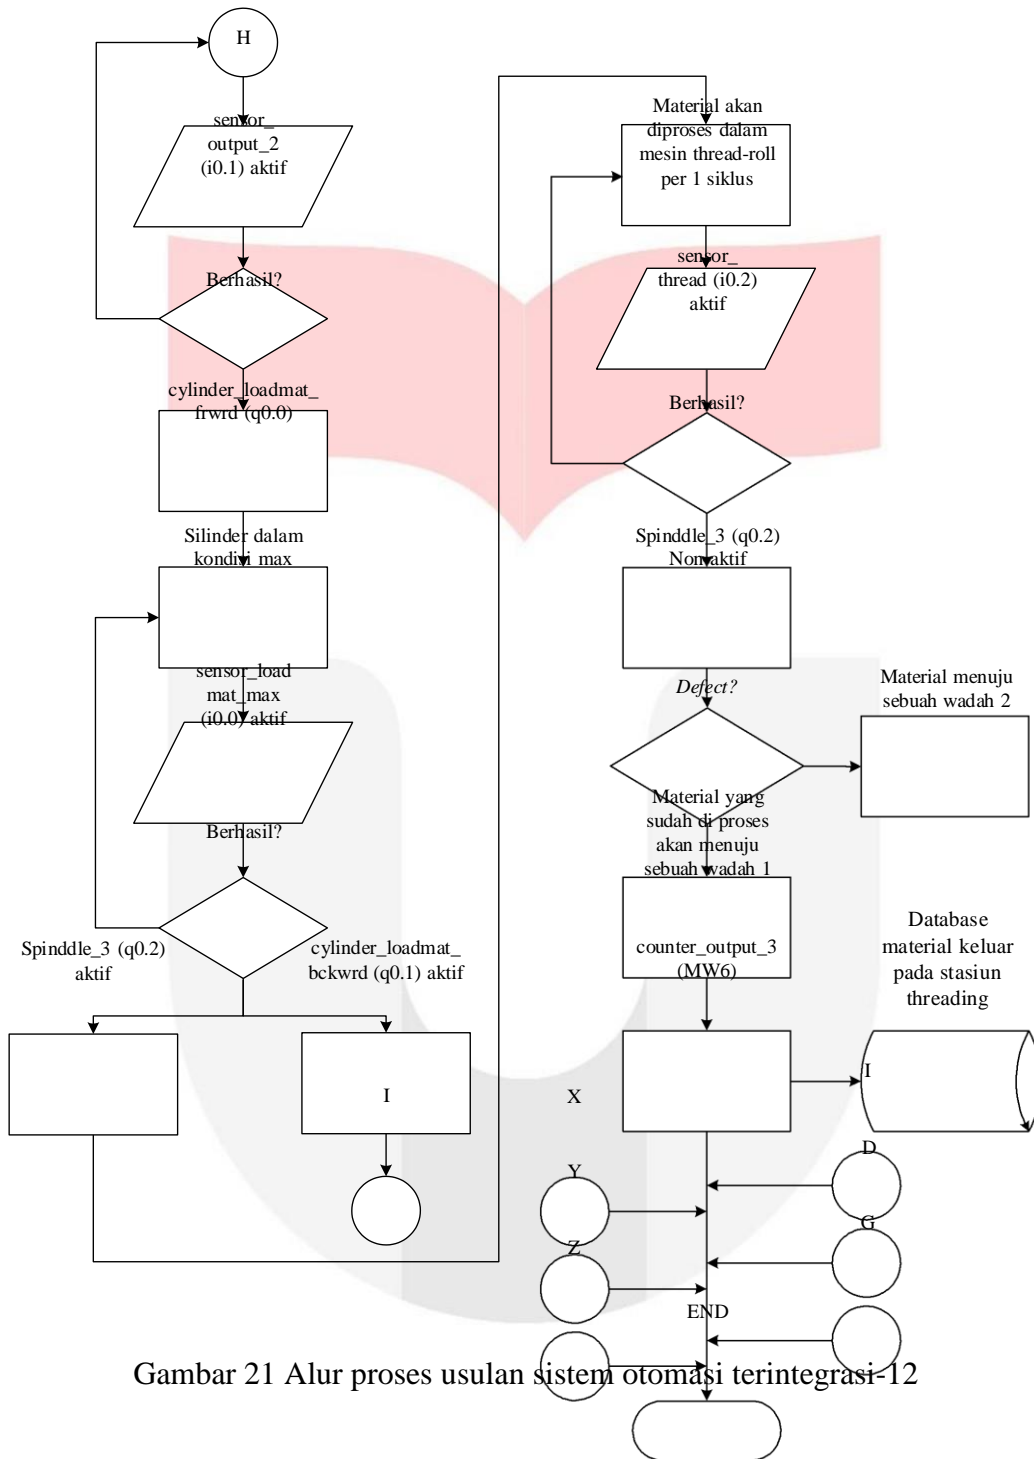 H
sensor_
output_2
(i0.1) aktif
Berhasil?
cylinder_loadmat_
frwrd (q0.0)
Silinder dalam
kondisi max
sensor_load
mat_max
(i0.0) aktif
Berhasil?
Spinddle_3 (q0.2)
aktif
cylinder_loadmat_
bckwrd (q0.1) aktif
I
Material akan
diproses dalam
mesin thread-roll
per 1 siklus
sensor_
thread (i0.2)
aktif
Berhasil?
Spinddle_3 (q0.2)
Non aktif
Defect?
Material menuju
sebuah wadah 2
Material yang
sudah di proses
akan menuju
sebuah wadah 1
counter_output_3
(MW6)
Database
material keluar
pada stasiun
threading
I
X
D
Y
G
Z
END
Gambar 21 Alur proses usulan sistem otomasi terintegrasi-12